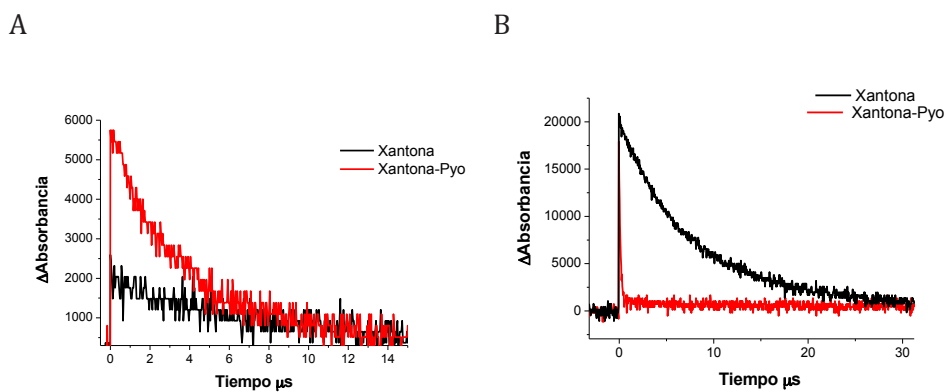 A
6000
5000
4000
3000
2000
1000
0 2 4 6 8 10 12 14
ΔAbsorbancia
Tiempo μs
Xantona
Xantona-Pyo
B
20000
15000
10000
5000
0
0 10 20 30
ΔAbsorbancia
Tiempo μs
Xantona
Xantona-Pyo